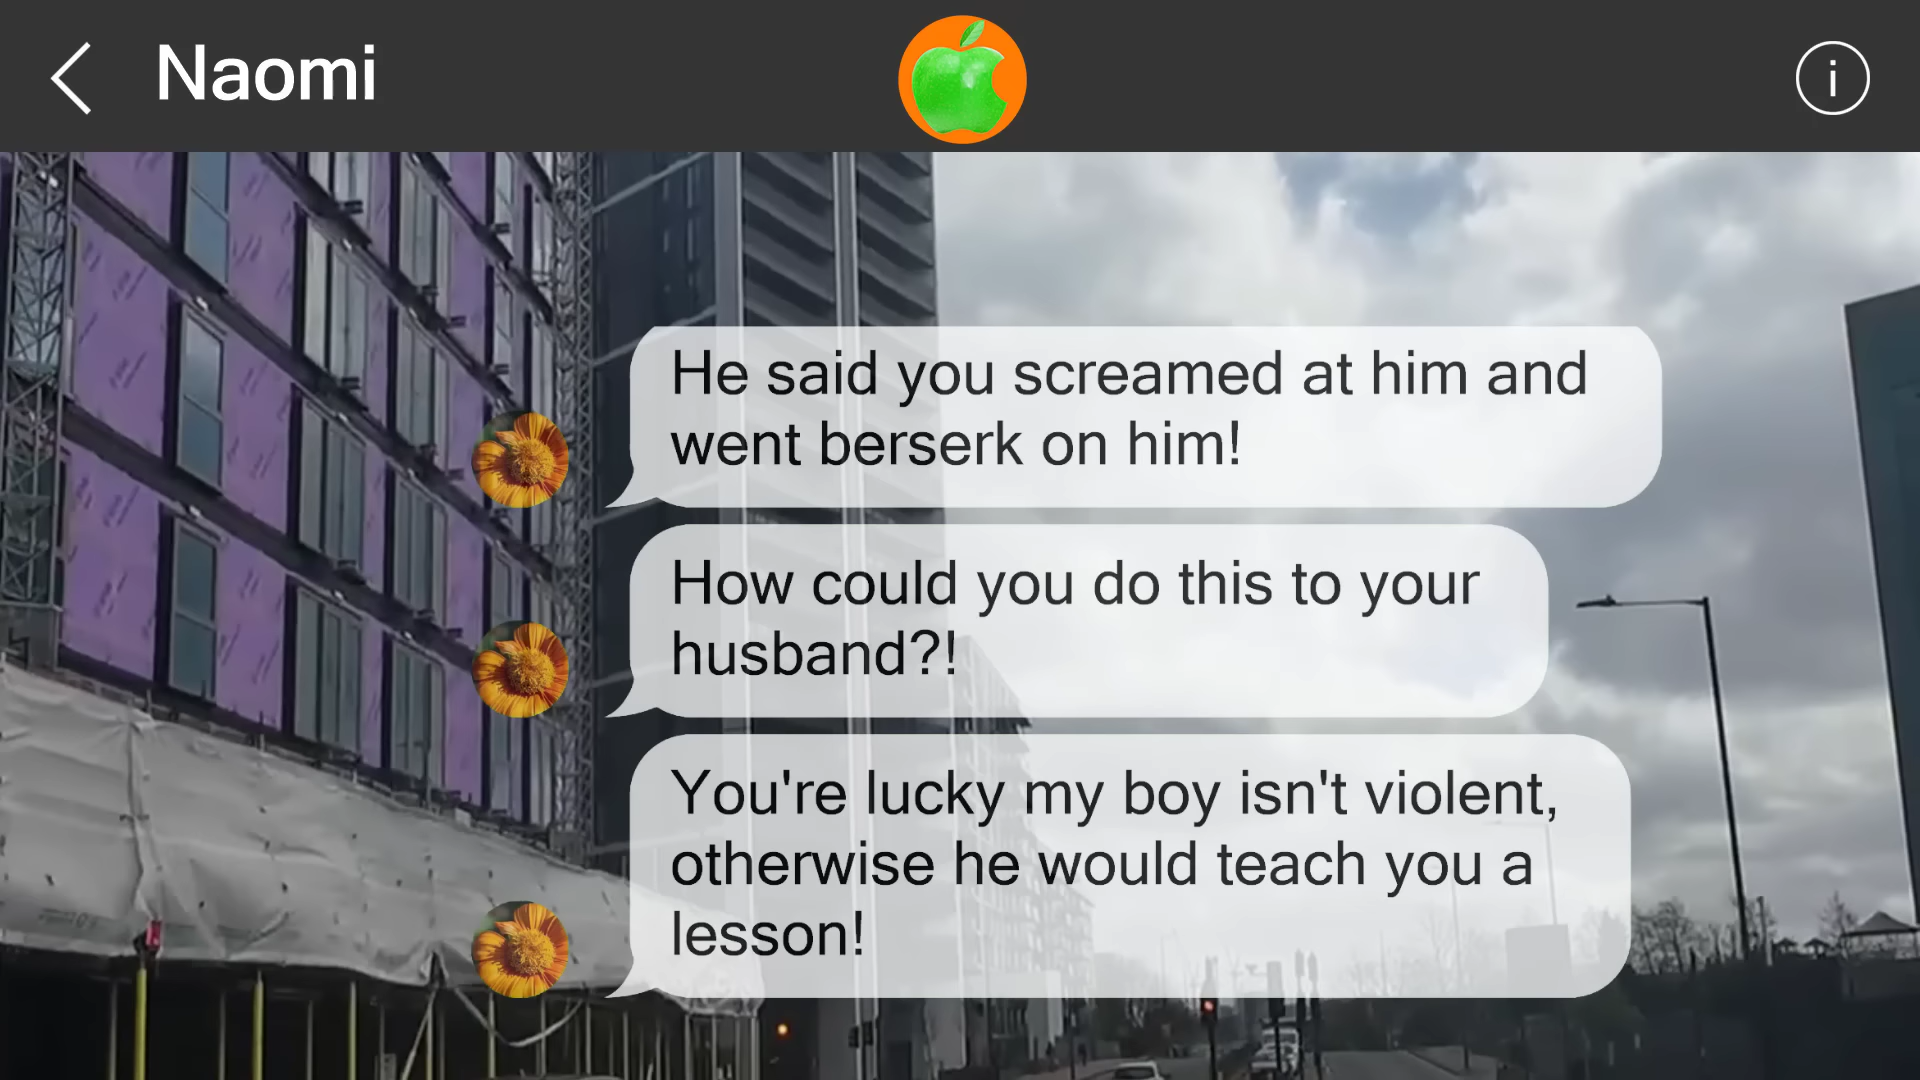 Naomi
He said you screamed at him and
went berserk on him!
How could you do this to your
husband?!
You're lucky my boy isn't violent,
otherwise he would teach you a
lesson!